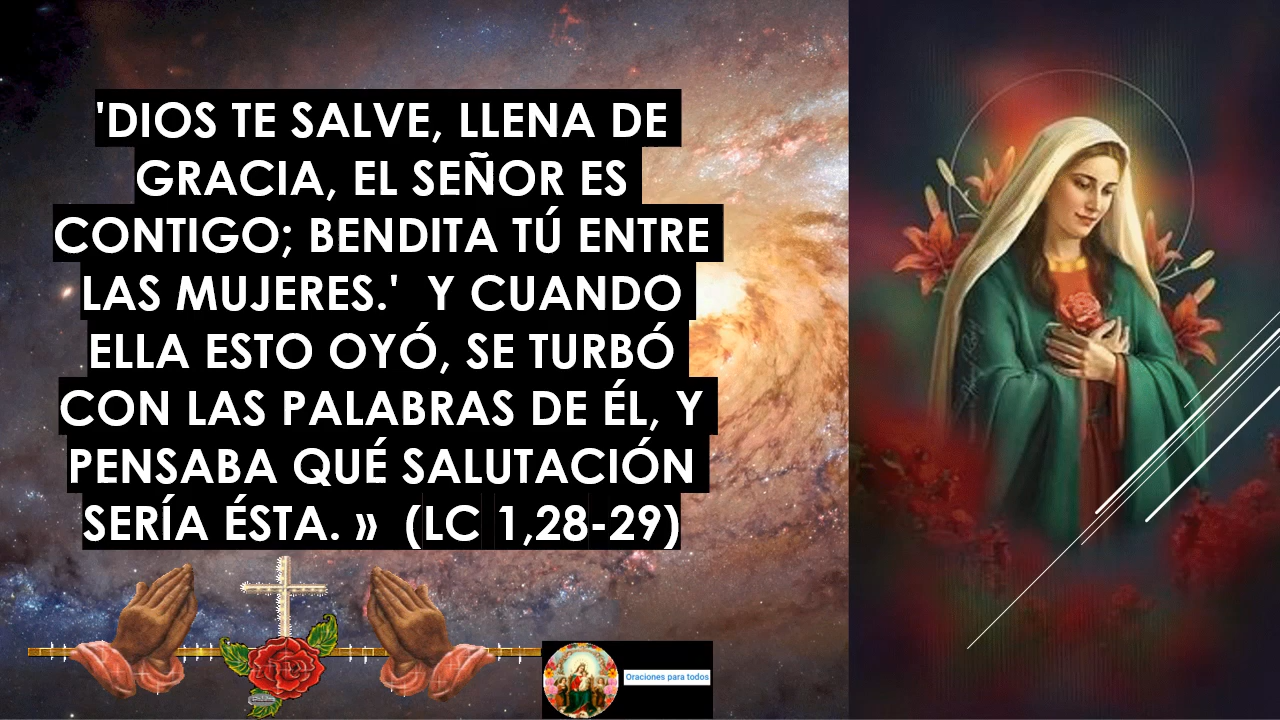 'DIOS TE SALVE, LLENA DE
GRACIA, EL SEÑOR ES
CONTIGO; BENDITA TÚ ENTRE
LAS MUJERES.' Y CUANDO
ELLA ESTO OYÓ, SE TURBÓ
CON LAS PALABRAS DE ÉL, Y
PENSABA QUÉ SALUTACIÓN
SERÍA ÉSTA. » (LC 1,28-29)
Oraciones para todos